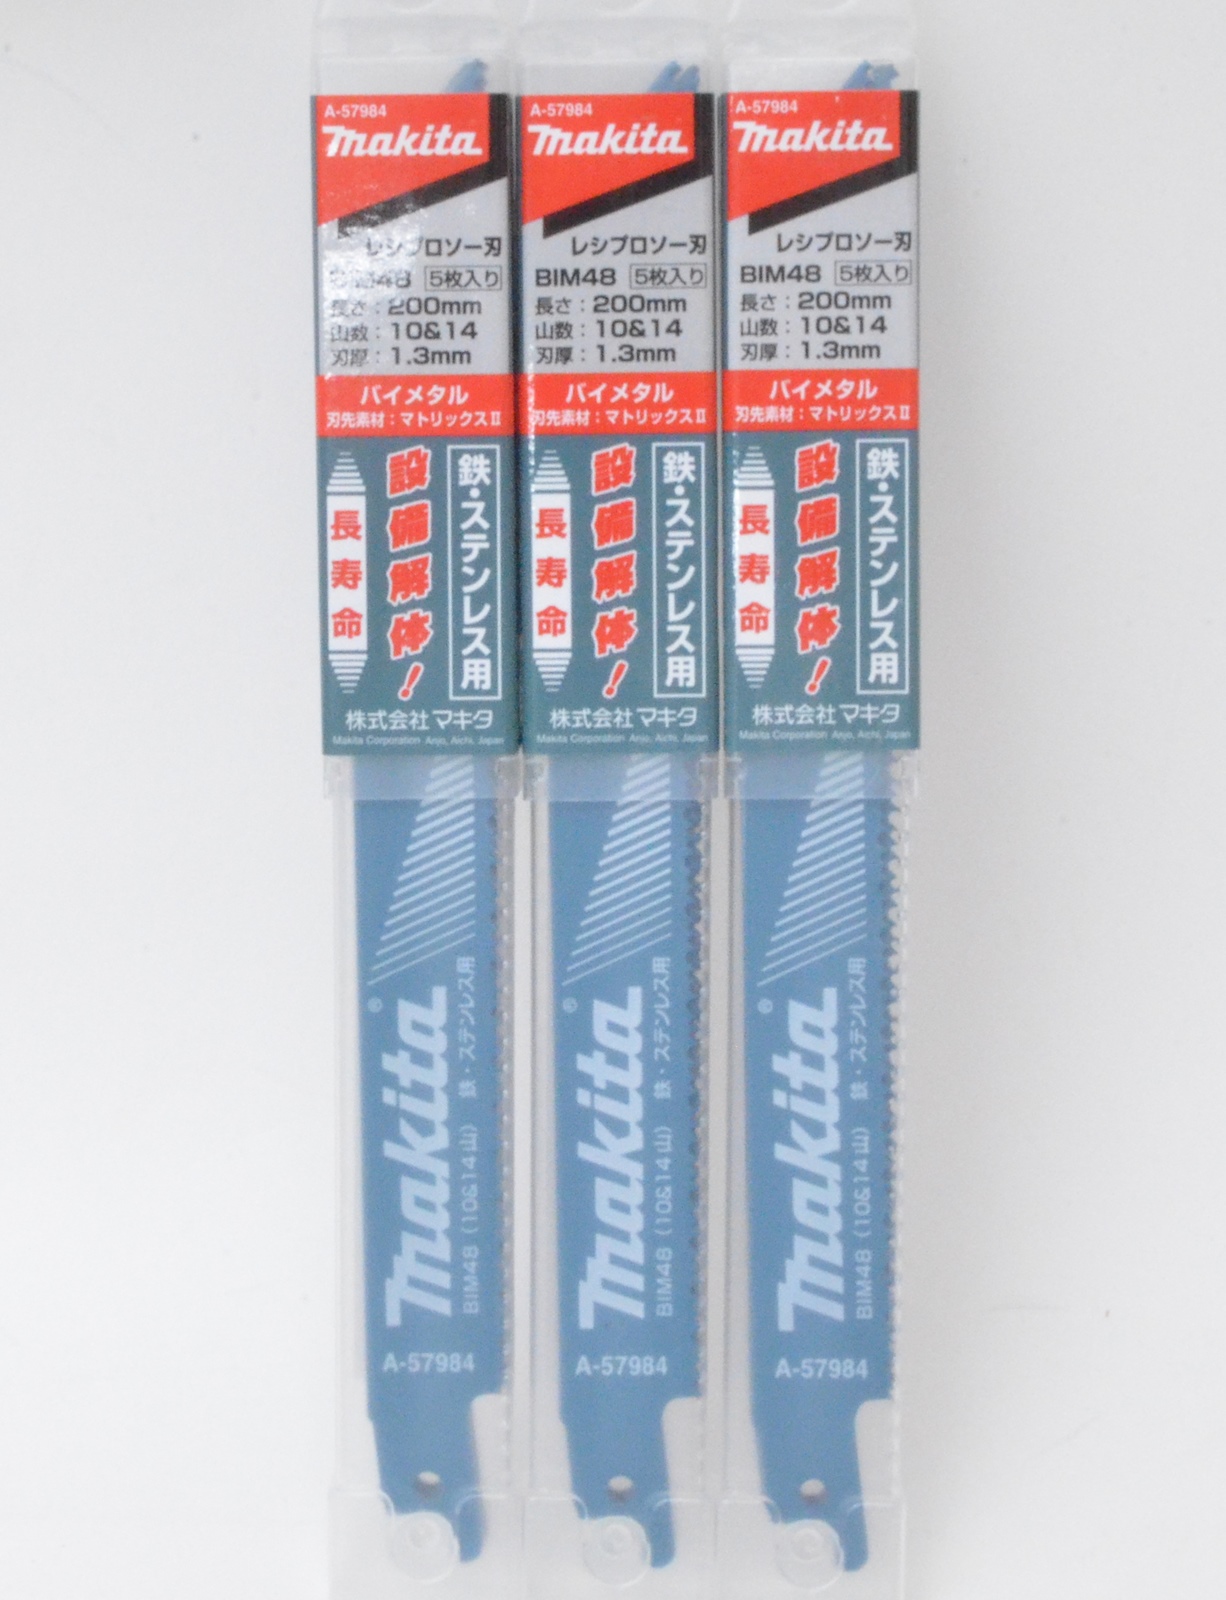 A-57984
makita
レシプロソー刃
BIM48 5枚入り
長さ：200mm
山数：10&14
刃厚：1.3mm
バイメタル
刃先素材：マトリックスⅡ
鉄・ステンレス用
設備解体！
長寿命
株式会社マキタ
Makita Corporation Anjo, Aichi, Japan
A-57984
makita
レシプロソー刃
BIM48 5枚入り
長さ：200mm
山数：10&14
刃厚：1.3mm
バイメタル
刃先素材：マトリックスⅡ
鉄・ステンレス用
設備解体！
長寿命
株式会社マキタ
Makita Corporation Anjo, Aichi, Japan
A-57984
makita
レシプロソー刃
BIM48 5枚入り
長さ：200mm
山数：10&14
刃厚：1.3mm
バイメタル
刃先素材：マトリックスⅡ
鉄・ステンレス用
設備解体！
長寿命
株式会社マキタ
Makita Corporation Anjo, Aichi, Japan
makita®
BIM48（10&14山） 鉄・ステンレス用
A-57984
makita®
BIM48（10&14山） 鉄・ステンレス用
A-57984
makita®
BIM48（10&14山） 鉄・ステンレス用
A-57984